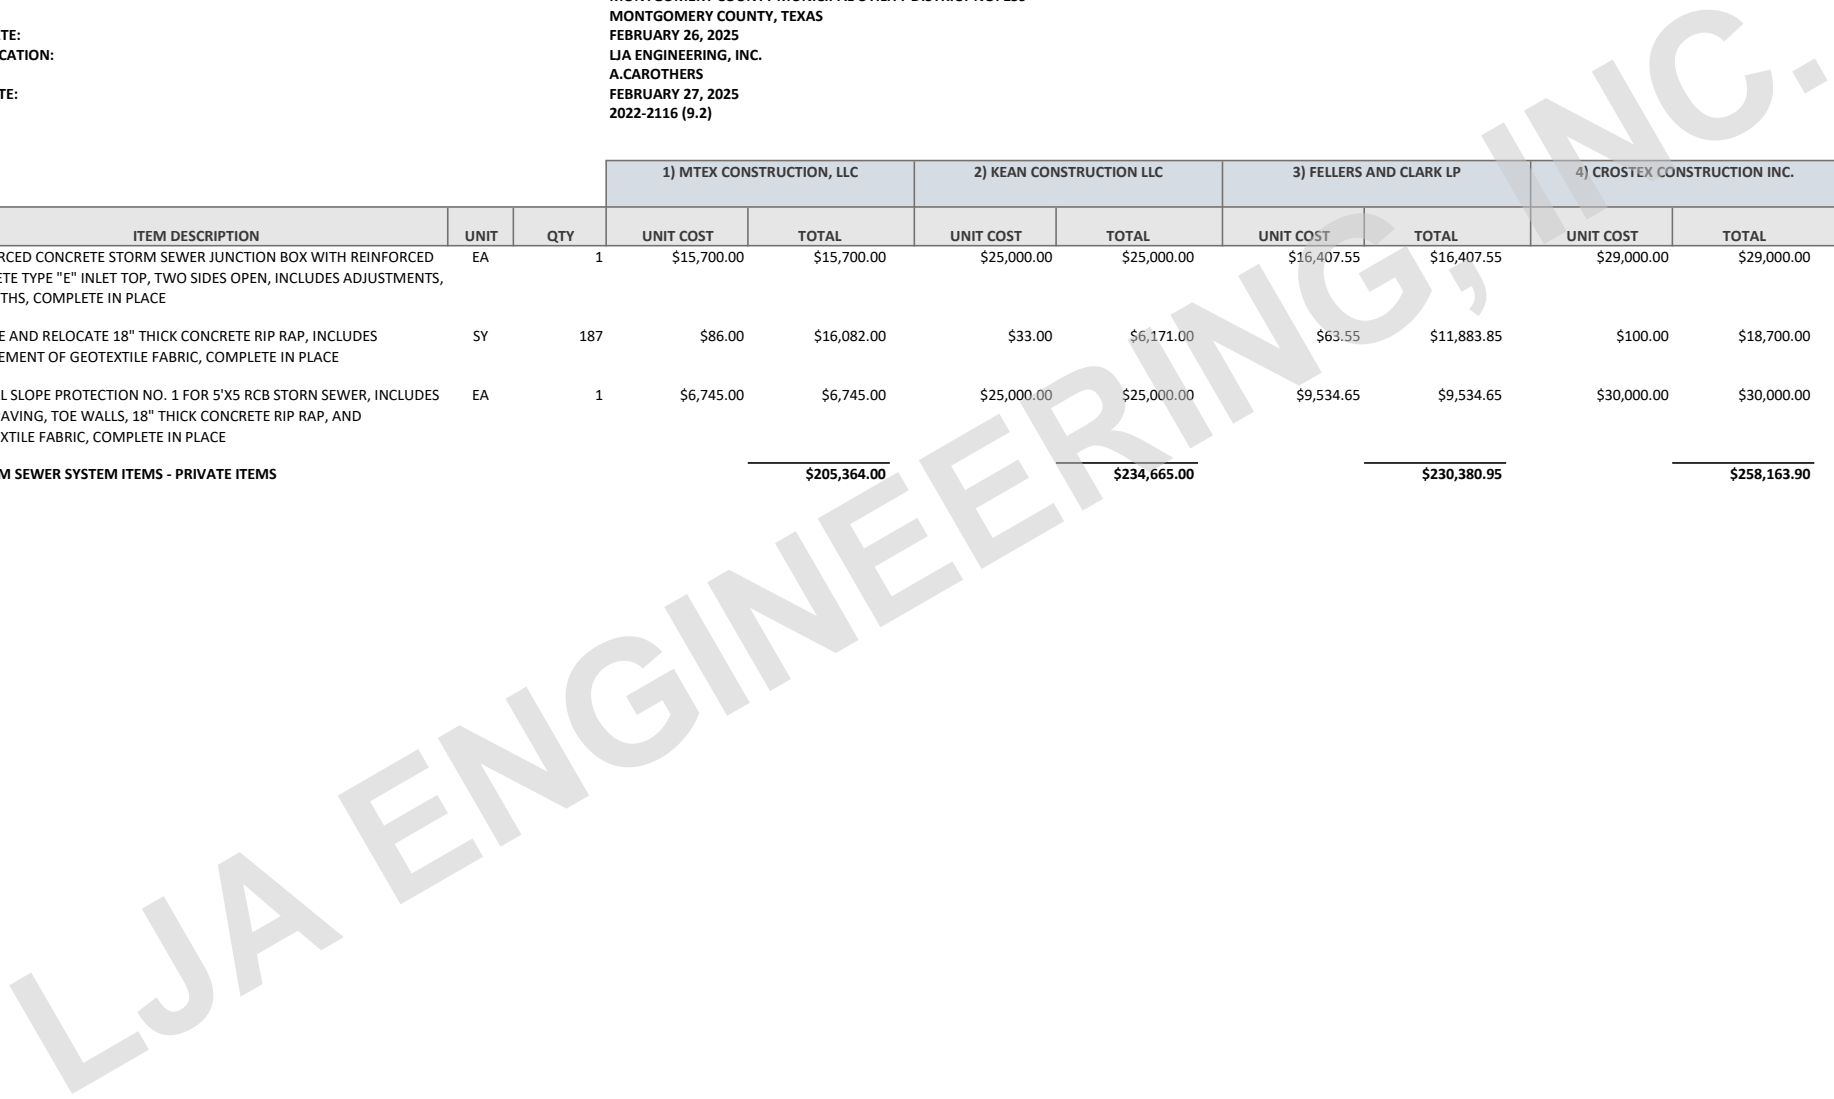 MONTGOMERY COUNTY, TEXAS
TE: FEBRUARY 26, 2025
CATION: LJA ENGINEERING, INC.
A.CAROTHERS
TE: FEBRUARY 27, 2025
2022-2116 (9.2)
1) MTEX CONSTRUCTION, LLC 2) KEAN CONSTRUCTION LLC 3) FELLERS AND CLARK LP 4) CROSTEX CONSTRUCTION INC.
ITEM DESCRIPTION UNIT QTY UNIT COST TOTAL UNIT COST TOTAL UNIT COST TOTAL UNIT COST TOTAL
RCED CONCRETE STORM SEWER JUNCTION BOX WITH REINFORCED EA 1 $15,700.00 $15,700.00 $25,000.00 $25,000.00 $16,407.55 $16,407.55 $29,000.00 $29,000.00
ETE TYPE "E" INLET TOP, TWO SIDES OPEN, INCLUDES ADJUSTMENTS,
THS, COMPLETE IN PLACE
E AND RELOCATE 18" THICK CONCRETE RIP RAP, INCLUDES SY 187 $86.00 $16,082.00 $33.00 $6,171.00 $63.55 $11,883.85 $100.00 $18,700.00
EMENT OF GEOTEXTILE FABRIC, COMPLETE IN PLACE
L SLOPE PROTECTION NO. 1 FOR 5'X5 RCB STORN SEWER, INCLUDES EA 1 $6,745.00 $6,745.00 $25,000.00 $25,000.00 $9,534.65 $9,534.65 $30,000.00 $30,000.00
AVING, TOE WALLS, 18" THICK CONCRETE RIP RAP, AND
XTILE FABRIC, COMPLETE IN PLACE
M SEWER SYSTEM ITEMS - PRIVATE ITEMS $205,364.00 $234,665.00 $230,380.95 $258,163.90
LJA ENGINEERING, INC.